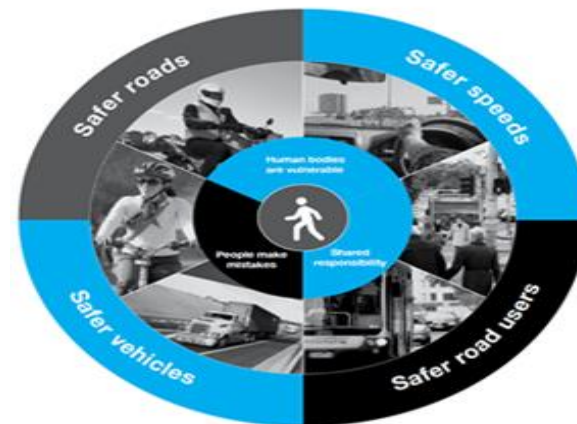 Safer roads
Safer speeds
Human bodies
are vulnerable
People make
mistakes
Shared
responsibility
Safer vehicles
Safer road users